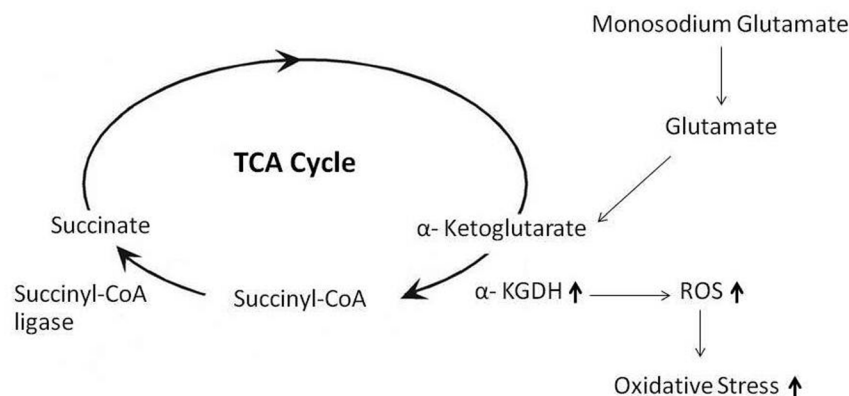 Monosodium Glutamate
Glutamate
TCA Cycle
Succinate
α- Ketoglutarate
Succinyl-CoA
ligase
Succinyl-CoA
α- KGDH ↑
ROS ↑
Oxidative Stress ↑